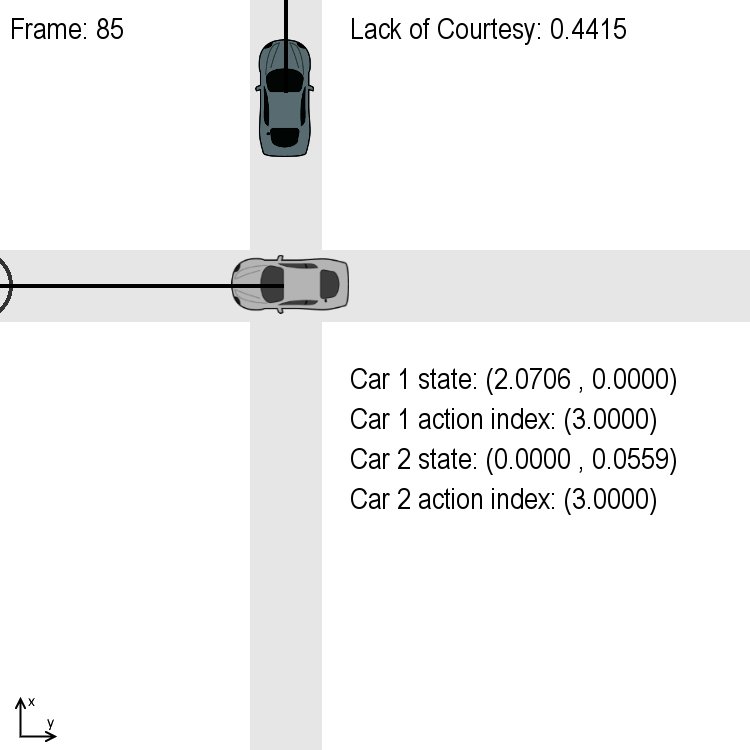 Frame: 85
Lack of Courtesy: 0.4415
Car 1 state: (2.0706 , 0.0000)
Car 1 action index: (3.0000)
Car 2 state: (0.0000 , 0.0559)
Car 2 action index: (3.0000)
x
y